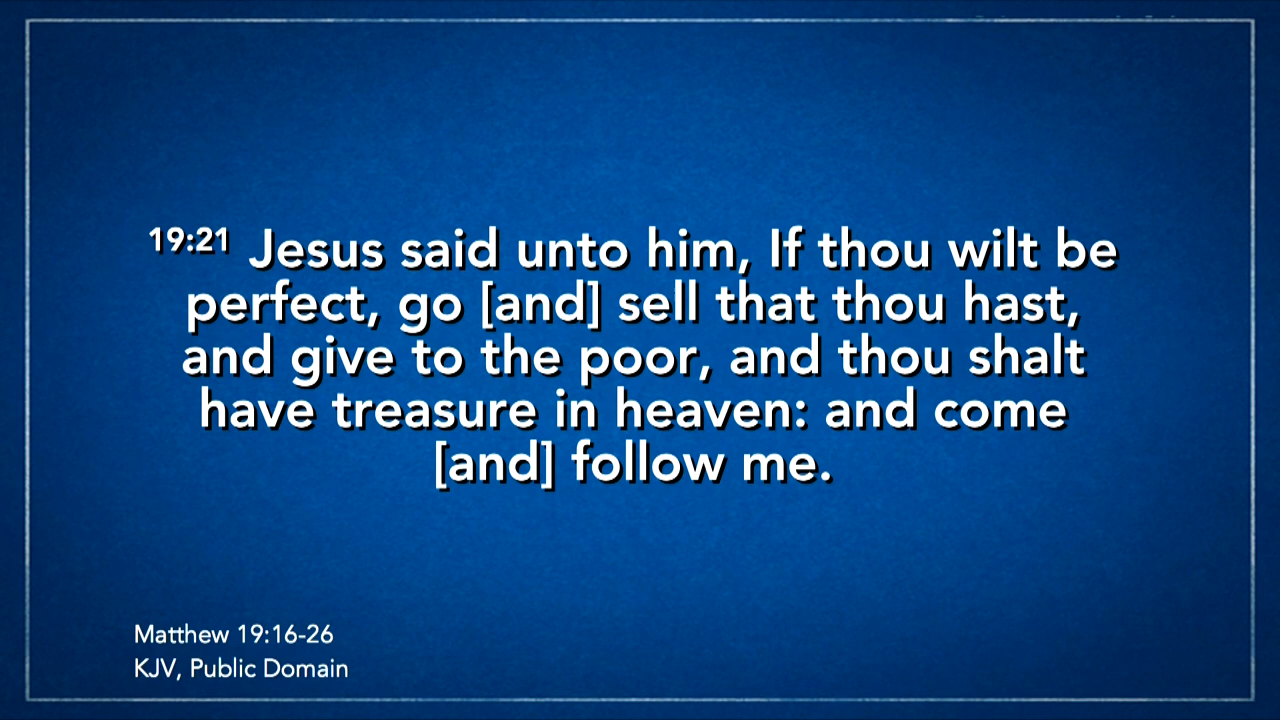 19:21 Jesus said unto him, If thou wilt be
perfect, go [and] sell that thou hast,
and give to the poor, and thou shalt
have treasure in heaven: and come
[and] follow me.
Matthew 19:16-26
KJV, Public Domain